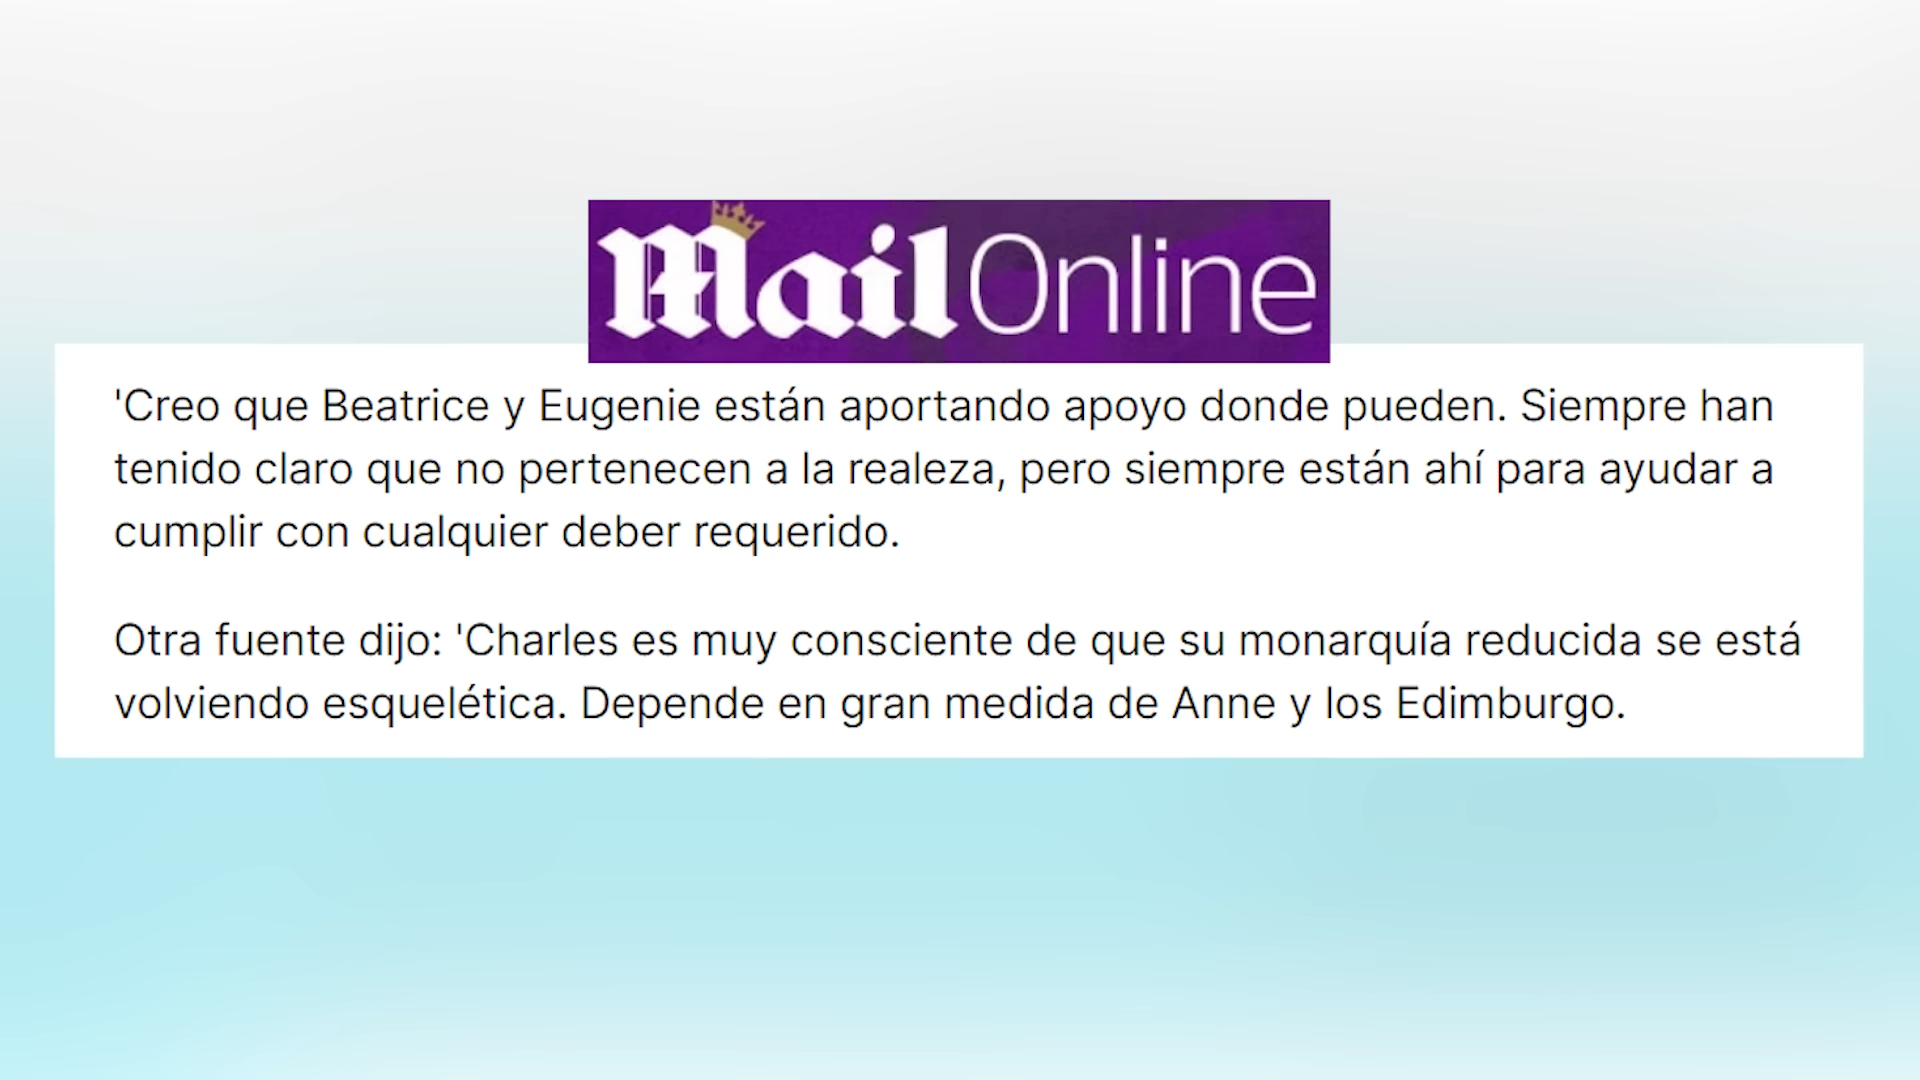 Mail Online
'Creo que Beatrice y Eugenie están aportando apoyo donde pueden. Siempre han
tenido claro que no pertenecen a la realeza, pero siempre están ahí para ayudar a
cumplir con cualquier deber requerido.
Otra fuente dijo: 'Charles es muy consciente de que su monarquía reducida se está
volviendo esquelética. Depende en gran medida de Anne y los Edimburgo.